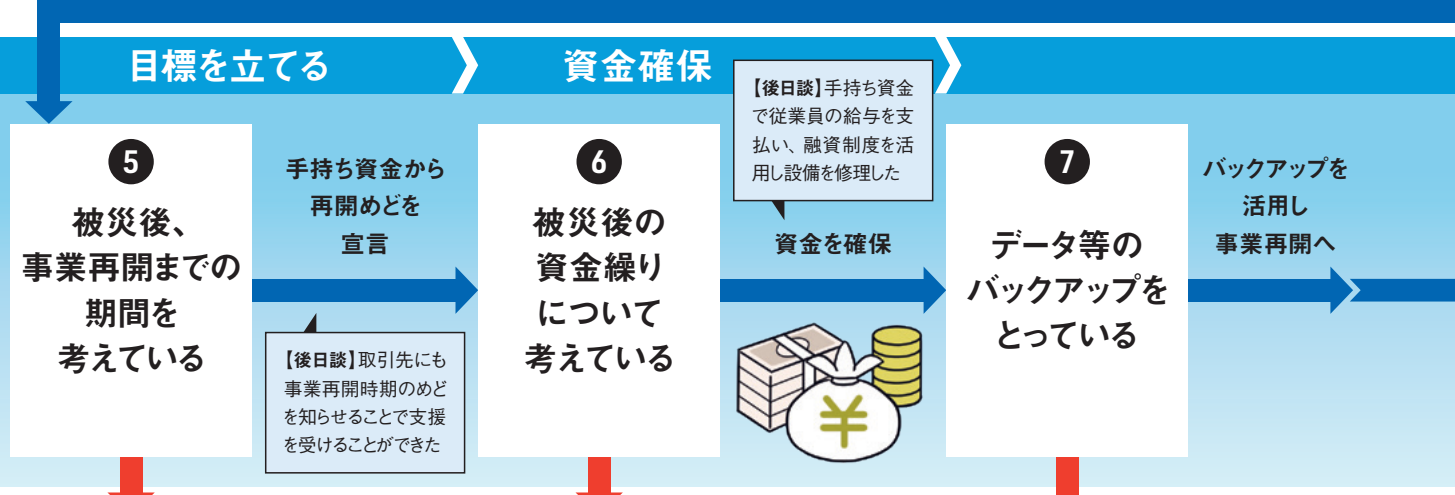 目標を立てる
資金確保
5
被災後、
事業再開までの
期間を
考えている
手持ち資金から
再開めどを
宣言
【後日談】取引先にも
事業再開時期のめど
を知らせることで支援
を受けることができた
6
被災後の
資金繰り
について
考えている
【後日談】手持ち資金
で従業員の給与を支
払い、融資制度を活
用し設備を修理した
資金を確保
¥
7
データ等の
バックアップを
とっている
バックアップを
活用し
事業再開へ